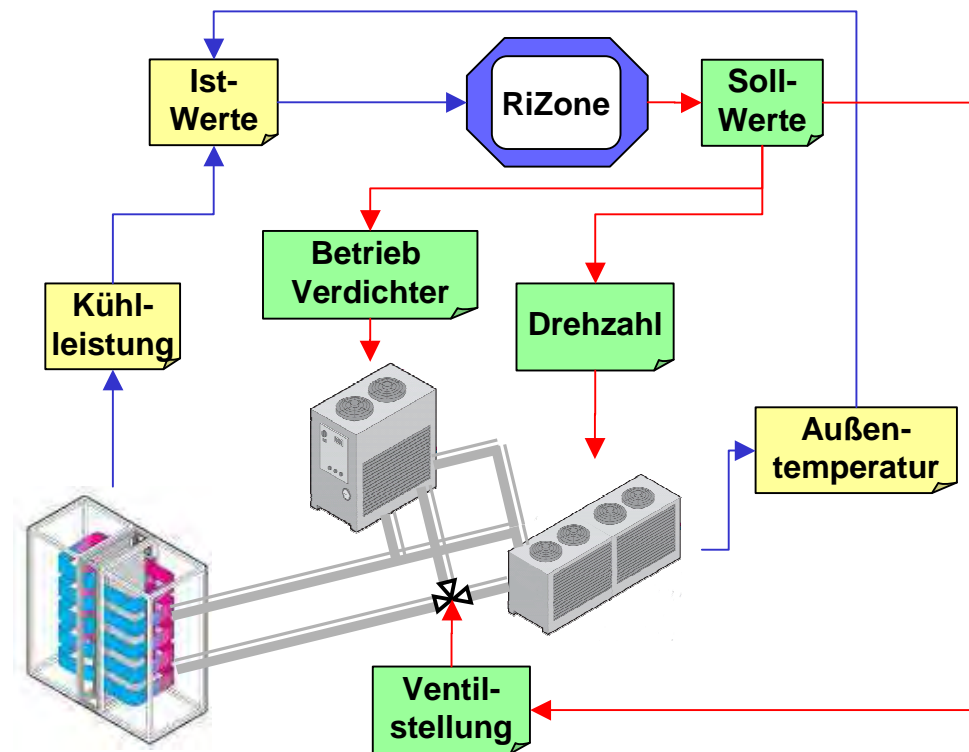 Ist-
Werte
RiZone
Soll-
Werte
Betrieb
Verdichter
Kühl-
leistung
Drehzahl
Außen-
temperatur
Ventil-
stellung